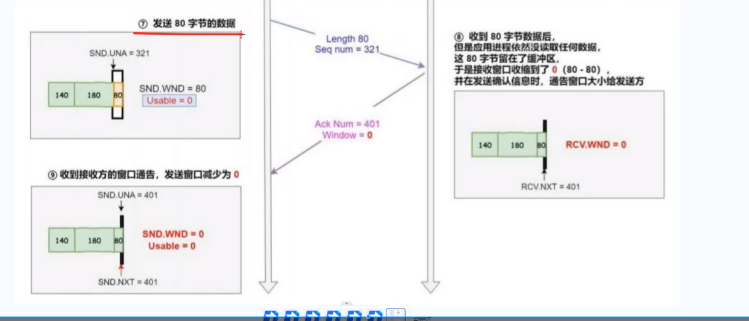 ⑦ 发送 80 字节的数据
SND.UNA = 321
140 180 80
SND.WND = 80
Usable = 0
Length 80
Seq num = 321
⑧ 收到 80 字节数据后,
但是应用进程依然没读取任何数据,
这 80 字节留在了缓冲区,
于是接收窗口收缩到了 0 (80 - 80),
并在发送确认信息时,通告窗口大小给发送方
Ack Num = 401
Window = 0
140 180 80
RCV.WND = 0
RCV.NXT = 401
⑨ 收到接收方的窗口通告,发送窗口减少为 0
SND.UNA = 401
140 180 80
SND.WND = 0
Usable = 0
SND.NXT = 401